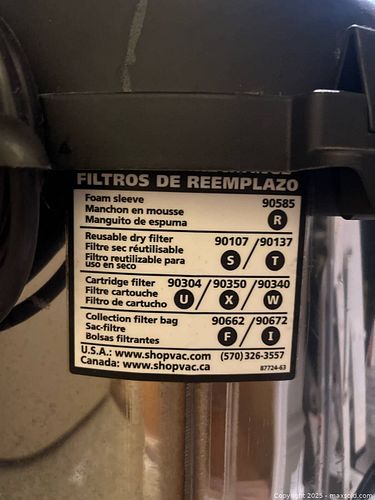 FILTROS DE REEMPLAZO
Foam sleeve 90585
Manchon en mousse
Manguito de espuma R
Reusable dry filter 90107 / 90137
Filtre sec réutilisable
Filtro reutilizable para S T
uso en seco
Cartridge filter 90304 / 90350 / 90340
Filtre cartouche
Filtro de cartucho U X W
Collection filter bag 90662 / 90672
Sac-filtre
Bolsas filtrantes F I
U.S.A.: www.shopvac.com (570) 326-3557
Canada: www.shopvac.ca 87724-63
Copyright 2025 - maxsold.com